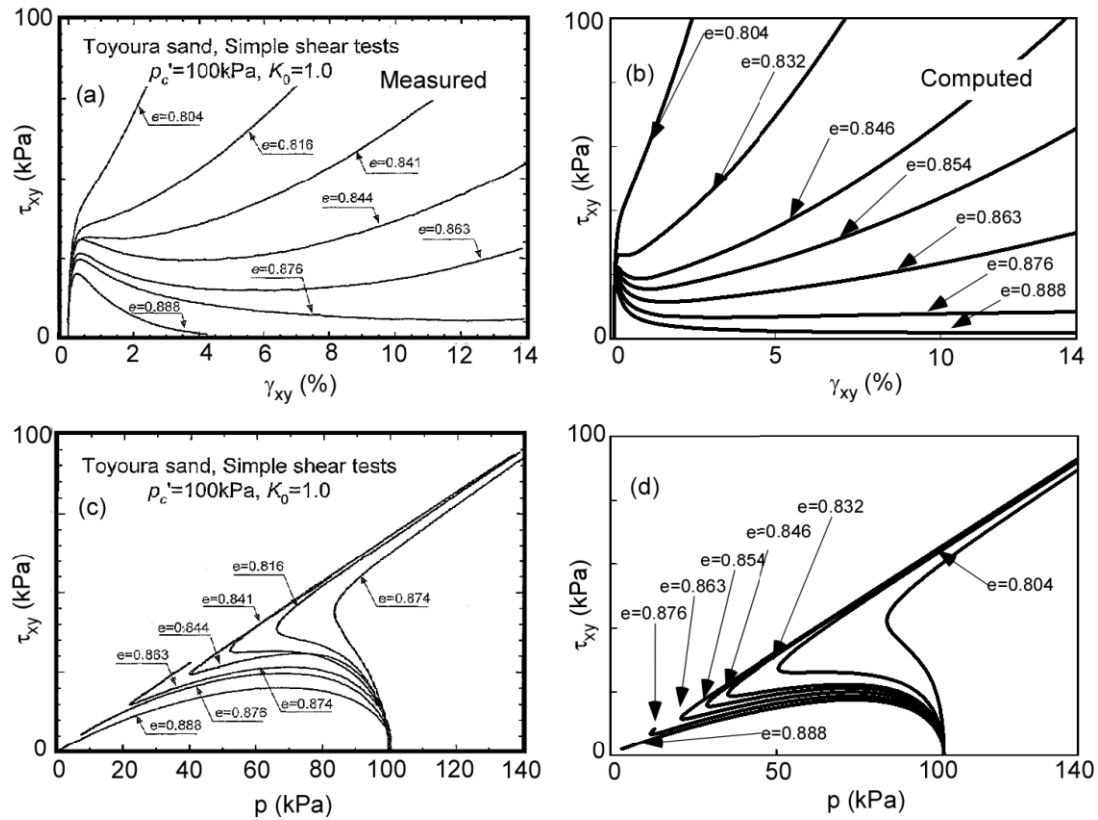 100
Toyoura sand, Simple shear tests
p_c'=100kPa, K_0=1.0
(a)
Measured
e=0.804
e=0.816
e=0.841
e=0.844
e=0.863
e=0.876
e=0.888
τ_xy (kPa)
0
0 2 4 6 8 10 12 14
γ_xy (%)
100
(b)
Computed
e=0.804
e=0.832
e=0.846
e=0.854
e=0.863
e=0.876
e=0.888
τ_xy (kPa)
0
0 5 10 14
γ_xy (%)
100
Toyoura sand, Simple shear tests
p_c'=100kPa, K_0=1.0
(c)
e=0.816
e=0.874
e=0.841
e=0.844
e=0.863
e=0.874
e=0.876
e=0.888
τ_xy (kPa)
0
0 20 40 60 80 100 120 140
p (kPa)
100
(d)
e=0.832
e=0.846
e=0.854
e=0.863
e=0.876
e=0.804
e=0.888
τ_xy (kPa)
0
0 50 100 140
p (kPa)